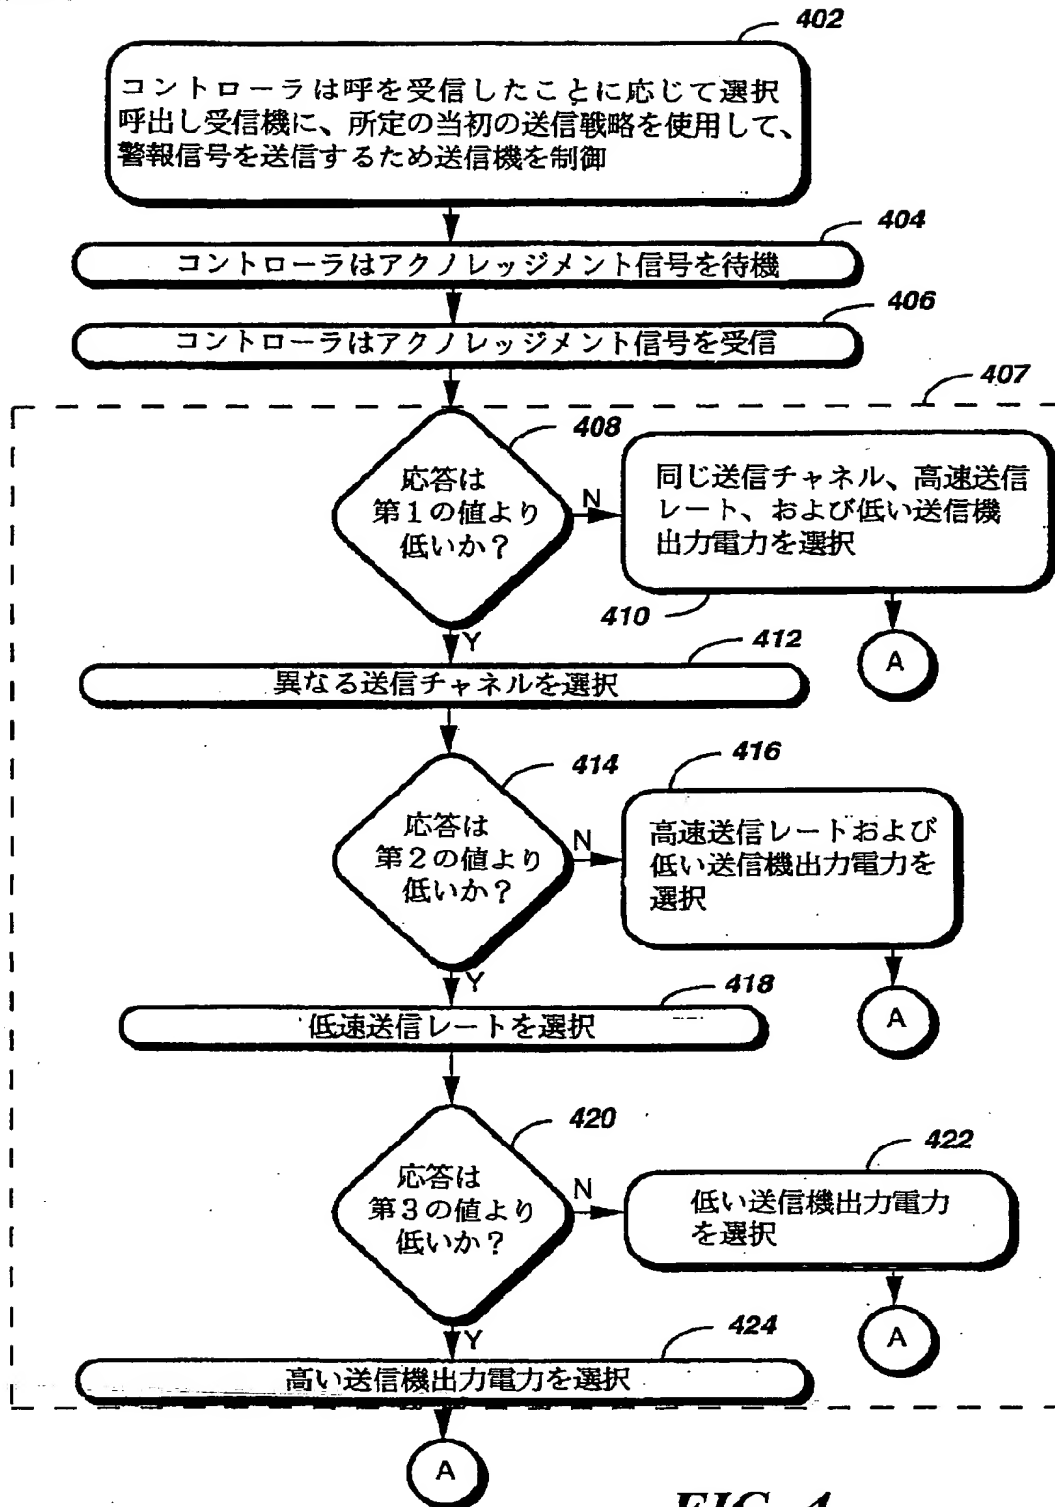 402
コントローラは呼を受信したことに応じて選択
呼出し受信機に、所定の当初の送信戦略を使用して、
警報信号を送信するため送信機を制御
404
コントローラはアクノレッジメント信号を待機
406
コントローラはアクノレッジメント信号を受信
407
408
応答は
第1の値より
低いか?
N
同じ送信チャネル、高速送信
レート、および低い送信機
出力電力を選択
410
A
Y
412
異なる送信チャネルを選択
414
応答は
第2の値より
低いか?
N
416
高速送信レートおよび
低い送信機出力電力を
選択
A
Y
418
低速送信レートを選択
420
応答は
第3の値より
低いか?
N
422
低い送信機出力電力
を選択
A
Y
424
高い送信機出力電力を選択
A
FIG. 4